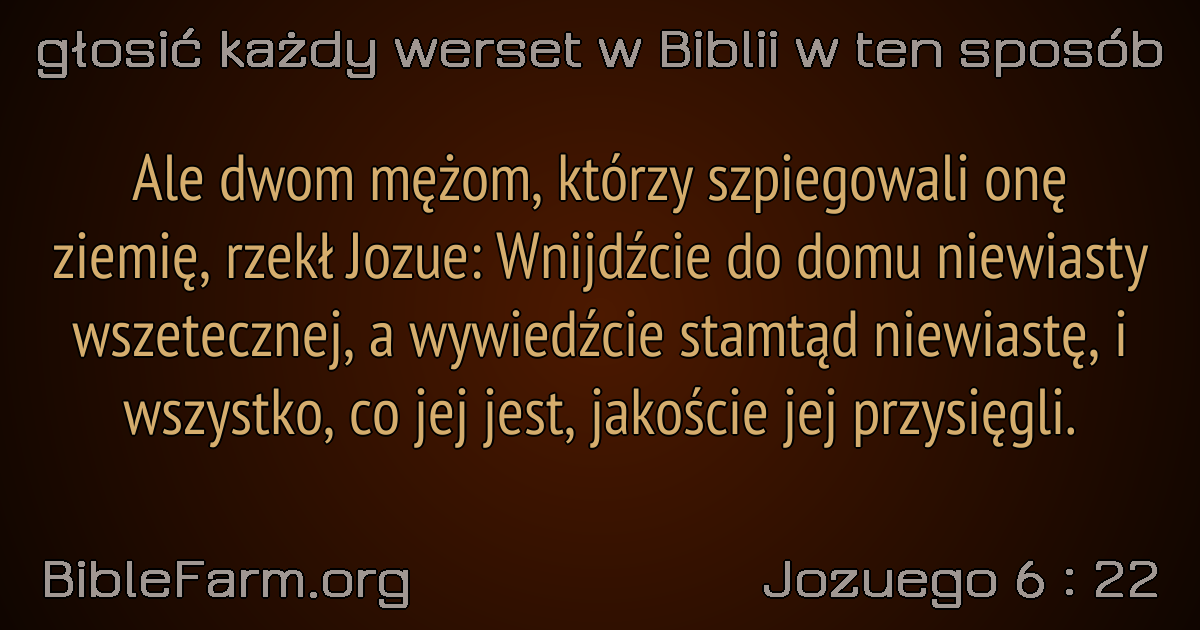 głosić każdy werset w Biblii w ten sposób
Ale dwom mężom, którzy szpiegowali onę
ziemię, rzekł Jozue: Wnijdźcie do domu niewiasty
wszetecznej, a wywiedźcie stamtąd niewiastę, i
wszystko, co jej jest, jakoście jej przysięgli.
BibleFarm.org
Jozuego 6 : 22